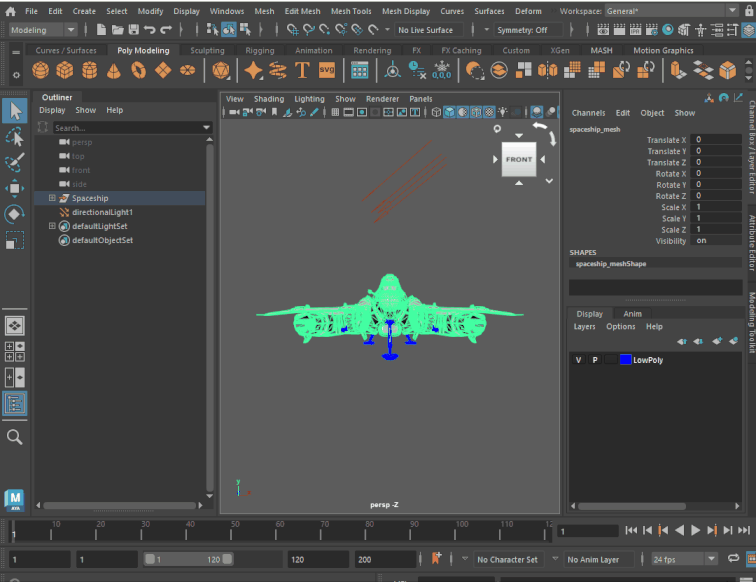 File Edit Create Select Modify Display Windows Mesh Edit Mesh Mesh Tools Mesh Display Curves Surfaces Deform Workspace: General*
Modeling No Live Surface Symmetry: Off
Curves / Surfaces Poly Modeling Sculpting Rigging Animation Rendering FX FX Caching Custom XGen MASH Motion Graphics
T SVG 0,0,0
Outliner
Display Show Help
Search...
persp
top
front
side
Spaceship
directionalLight1
defaultLightSet
defaultObjectSet
View Shading Lighting Show Renderer Panels
FRONT
y
persp -Z
Channels Edit Object Show
spaceship_mesh
Translate X 0
Translate Y 0
Translate Z 0
Rotate X 0
Rotate Y 0
Rotate Z 0
Scale X 1
Scale Y 1
Scale Z 1
Visibility on
SHAPES
spaceship_meshShape
Display Anim
Layers Options Help
V P LowPoly
Channel Box / Layer Editor
Attribute Editor
Modeling Toolkit
M
AYA
10 20 30 40 50 60 70 80 90 100 110 12
1
1
1 1 1 120 120 200 No Character Set No Anim Layer 24 fps